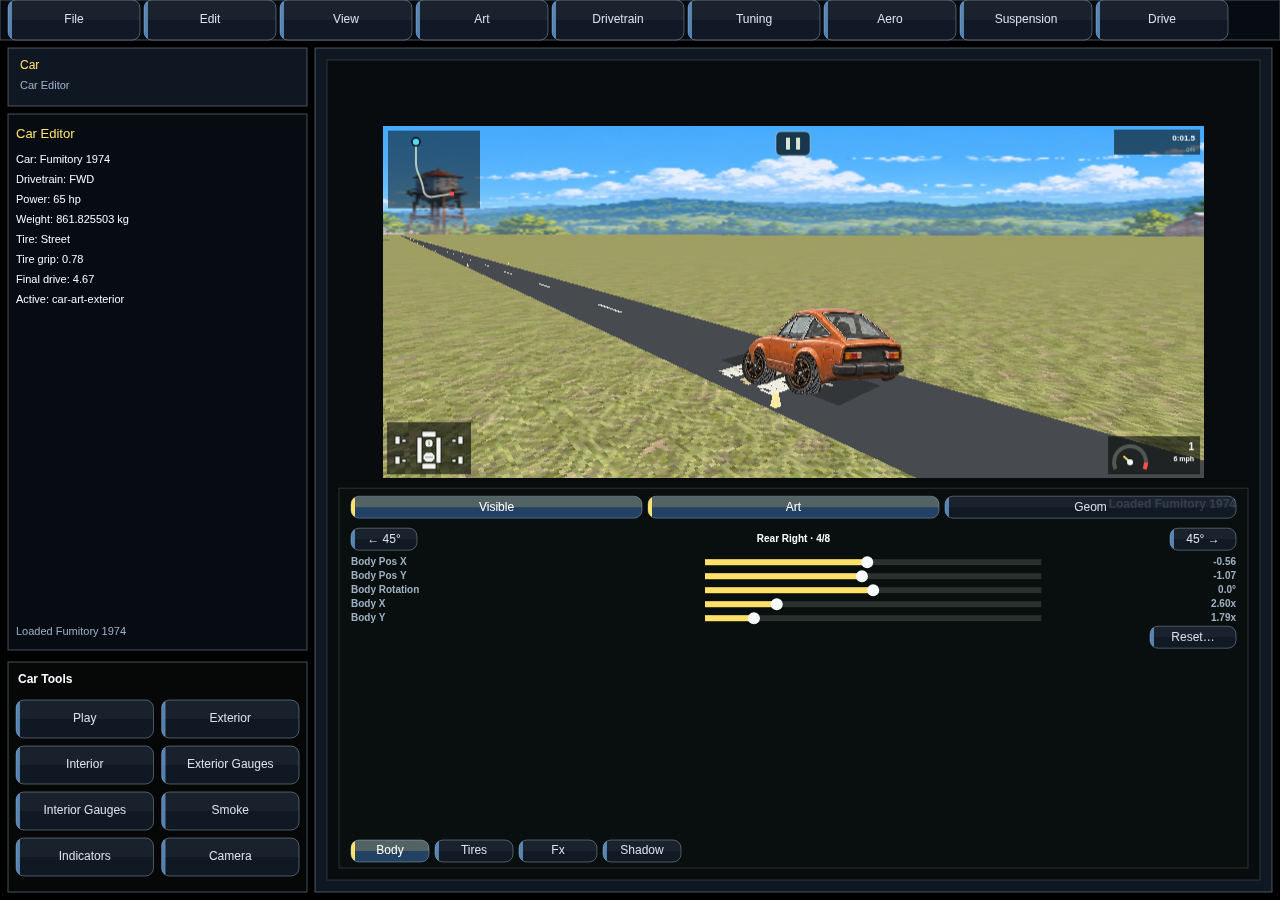 File Edit View Art Drivetrain Tuning Aero Suspension Drive
Car
Car Editor
Car Editor
Car: Fumitory 1974
Drivetrain: FWD
Power: 65 hp
Weight: 861.825503 kg
Tire: Street
Tire grip: 0.78
Final drive: 4.67
Active: car-art-exterior
Loaded Fumitory 1974
Car Tools
Play Exterior
Interior Exterior Gauges
Interior Gauges Smoke
Indicators Camera
0:01.5
1
6 mph
Visible Art Geom Loaded Fumitory 1974
← 45° Rear Right · 4/8 45° →
Body Pos X -0.56
Body Pos Y -1.07
Body Rotation 0.0°
Body X 2.60x
Body Y 1.79x
Reset…
Body Tires Fx Shadow